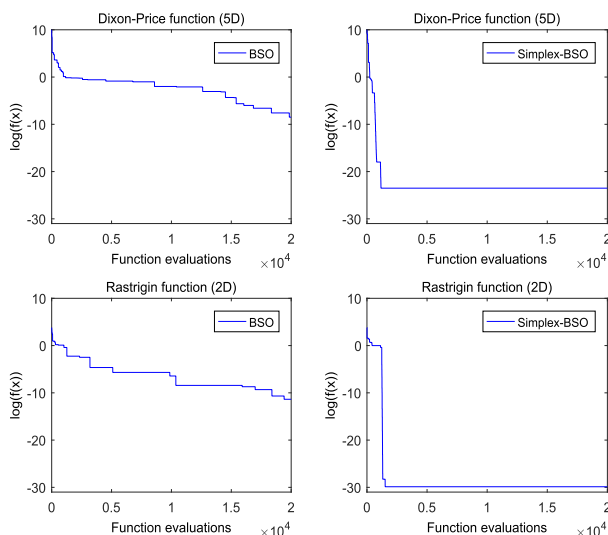 Dixon-Price function (5D)
10
0
-10
-20
-30
log(f(x))
BSO
0
0.5
1
1.5
2
Function evaluations
×10^4
Dixon-Price function (5D)
10
0
-10
-20
-30
log(f(x))
Simplex-BSO
0
0.5
1
1.5
2
Function evaluations
×10^4
Rastrigin function (2D)
10
0
-10
-20
-30
log(f(x))
BSO
0
0.5
1
1.5
2
Function evaluations
×10^4
Rastrigin function (2D)
10
0
-10
-20
-30
log(f(x))
Simplex-BSO
0
0.5
1
1.5
2
Function evaluations
×10^4